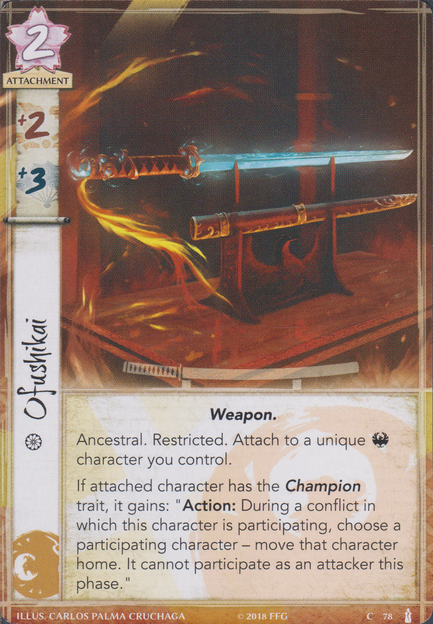 2
ATTACHMENT
+2
+3
Ofushikai
Weapon.
Ancestral. Restricted. Attach to a unique
character you control.
If attached character has the Champion
trait, it gains: "Action: During a conflict in
which this character is participating, choose a
participating character – move that character
home. It cannot participate as an attacker this
phase."
ILLUS. CARLOS PALMA CRUCHAGA © 2018 FFG C 78